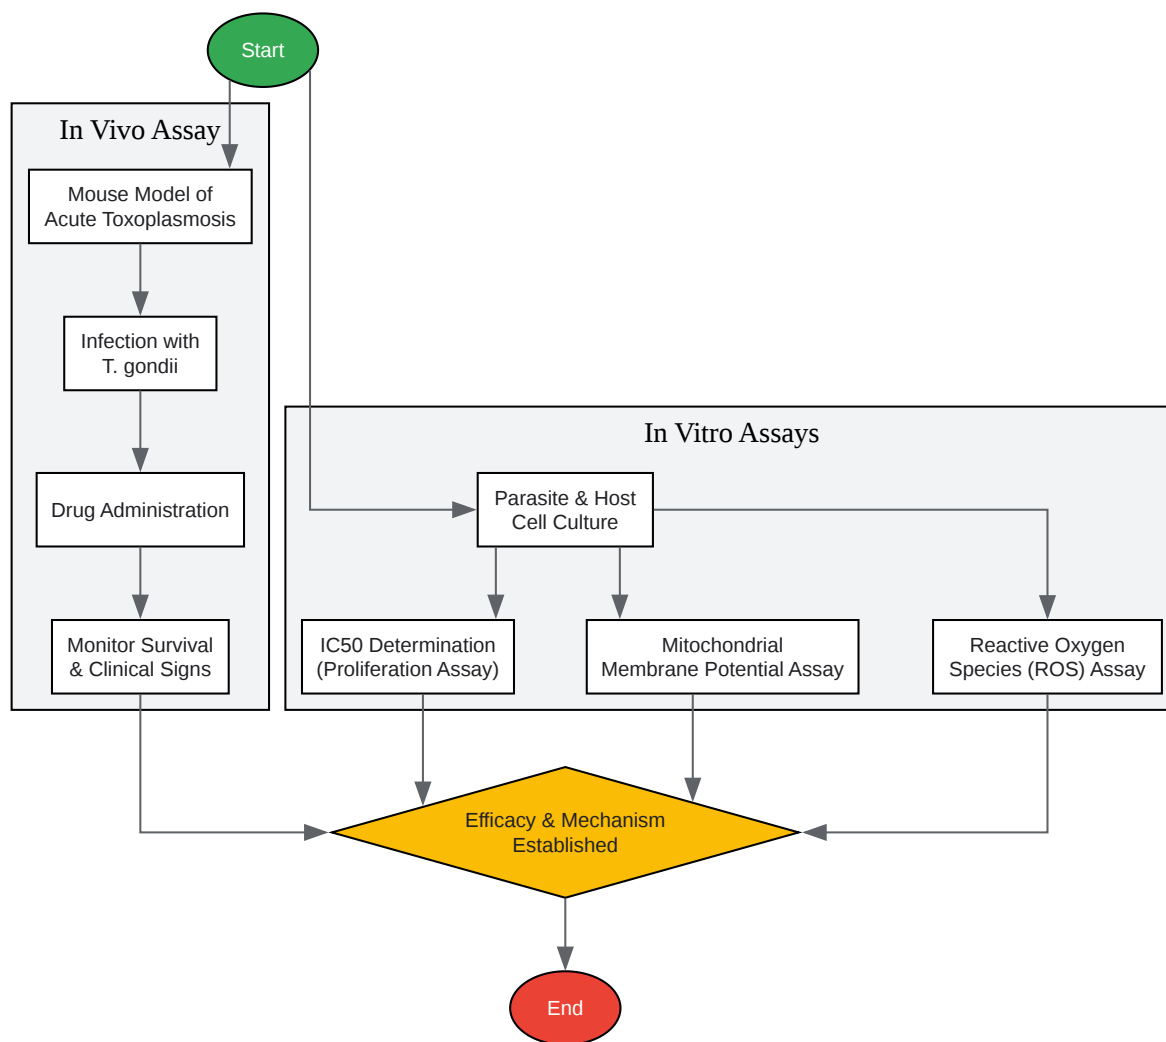 Start
In Vivo Assay
Mouse Model of
Acute Toxoplasmosis
Infection with
T. gondii
Drug Administration
Monitor Survival
& Clinical Signs
In Vitro Assays
Parasite & Host
Cell Culture
IC50 Determination
(Proliferation Assay)
Mitochondrial
Membrane Potential Assay
Reactive Oxygen
Species (ROS) Assay
Efficacy & Mechanism
Established
End